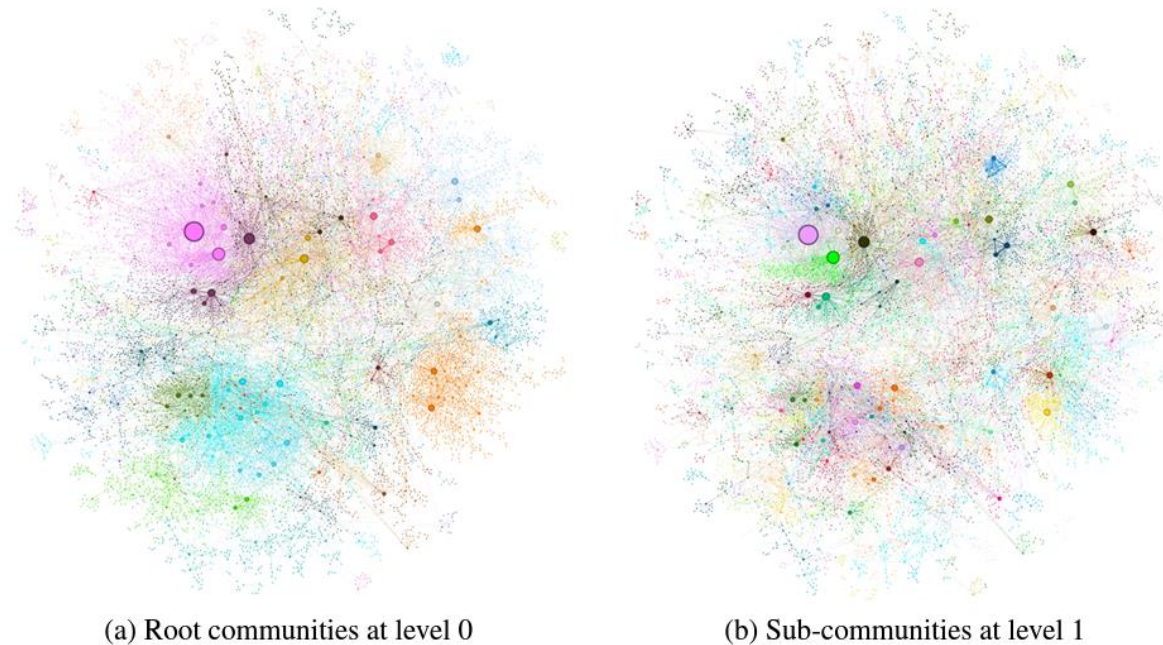 (a) Root communities at level 0
(b) Sub-communities at level 1